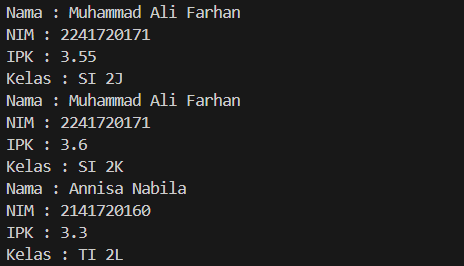 Nama : Muhammad Ali Farhan
NIM : 2241720171
IPK : 3.55
Kelas : SI 2J
Nama : Muhammad Ali Farhan
NIM : 2241720171
IPK : 3.6
Kelas : SI 2K
Nama : Annisa Nabila
NIM : 2141720160
IPK : 3.3
Kelas : TI 2L